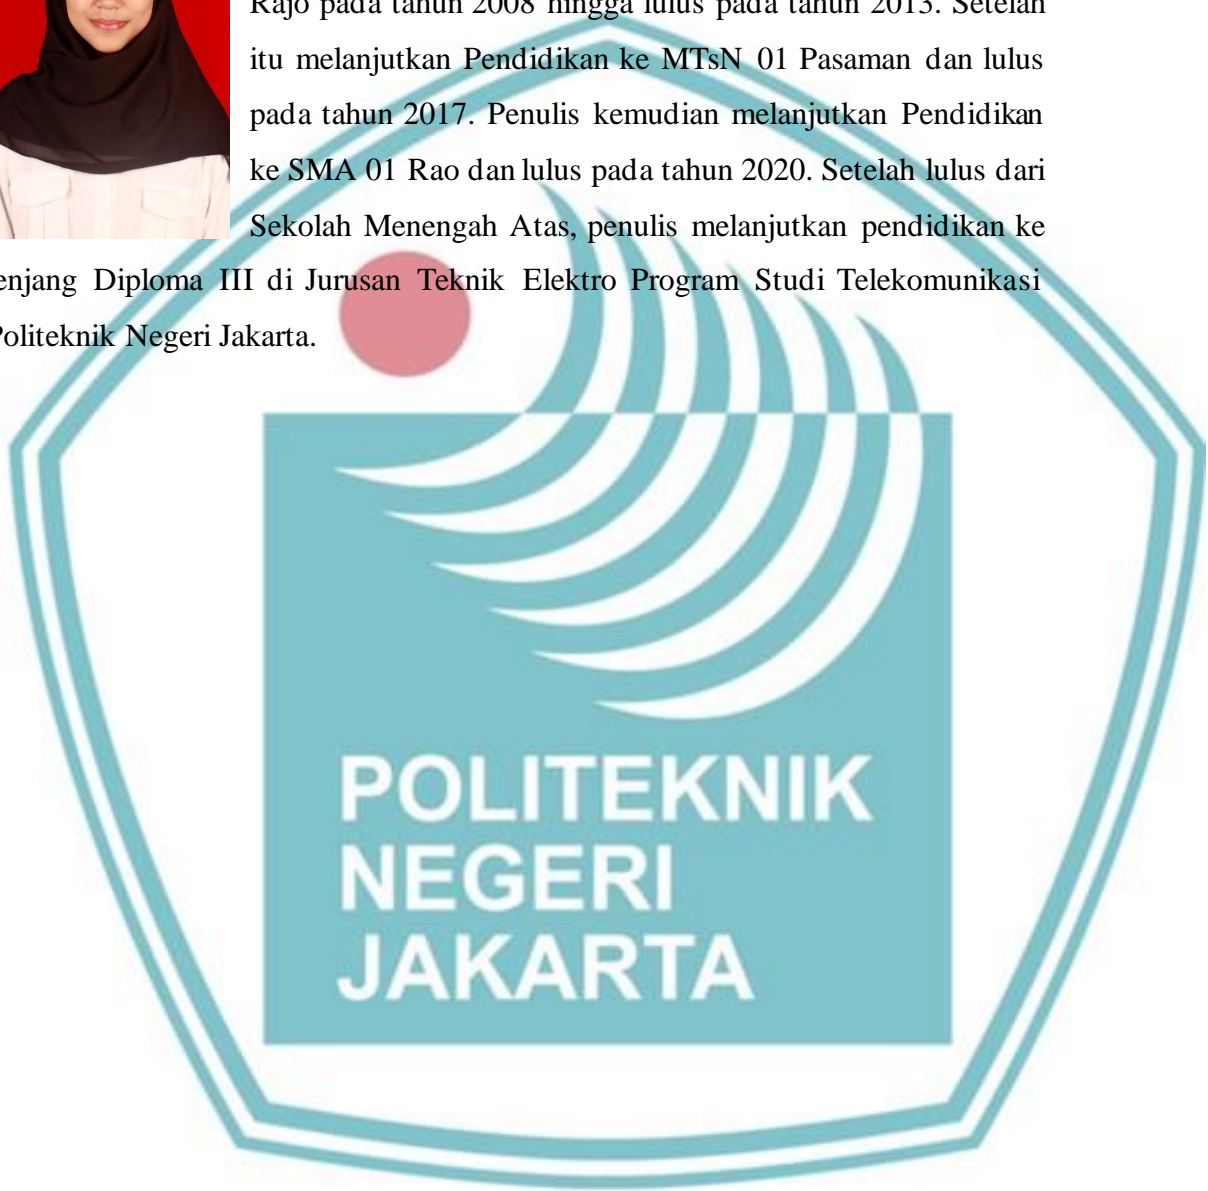 Rajo pada tahun 2008 hingga lulus pada tahun 2013. Setelah
itu melanjutkan Pendidikan ke MTsN 01 Pasaman dan lulus
pada tahun 2017. Penulis kemudian melanjutkan Pendidikan
ke SMA 01 Rao dan lulus pada tahun 2020. Setelah lulus dari
Sekolah Menengah Atas, penulis melanjutkan pendidikan ke
enjang Diploma III di Jurusan Teknik Elektro Program Studi Telekomunikasi
Politeknik Negeri Jakarta.
POLITEKNIK
NEGERI
JAKARTA